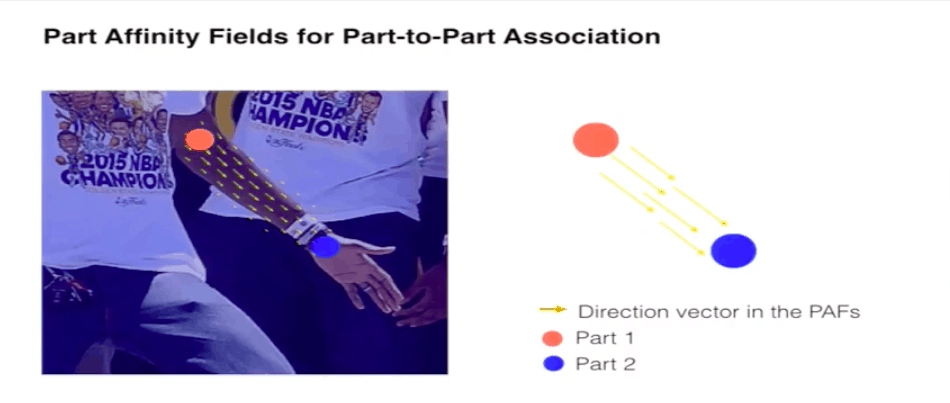 Part Affinity Fields for Part-to-Part Association
2015 NBA
CHAMPIONS
2015 NBA
CHAMPION
Direction vector in the PAFs
Part 1
Part 2